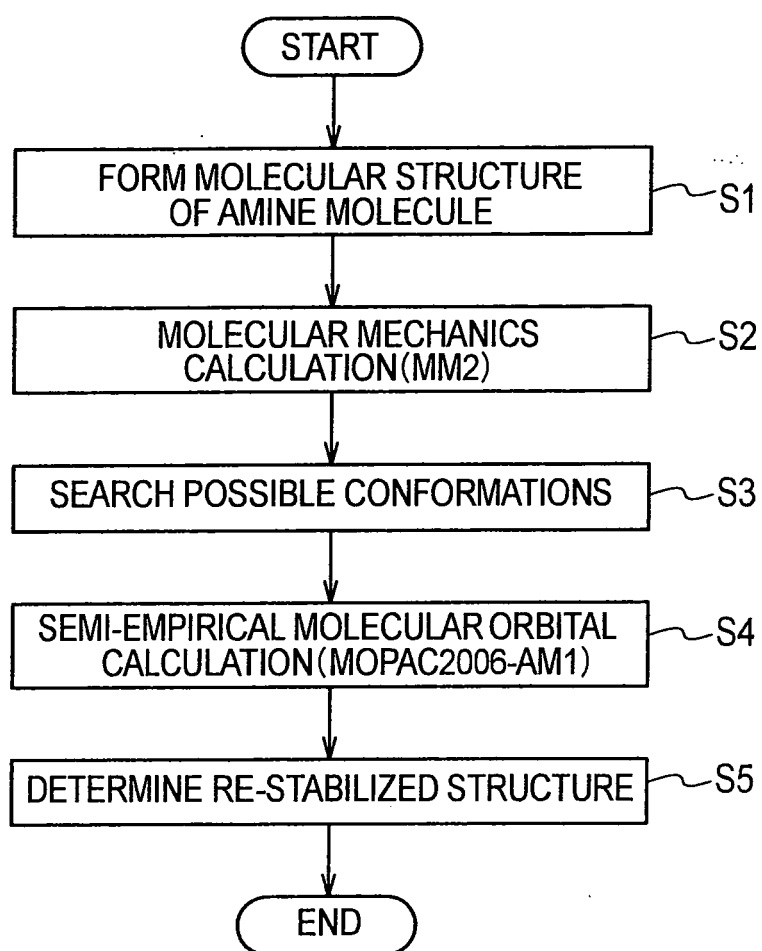 START
FORM MOLECULAR STRUCTURE
OF AMINE MOLECULE
S1
MOLECULAR MECHANICS
CALCULATION(MM2)
S2
SEARCH POSSIBLE CONFORMATIONS
S3
SEMI-EMPIRICAL MOLECULAR ORBITAL
CALCULATION(MOPAC2006-AM1)
S4
DETERMINE RE-STABILIZED STRUCTURE
S5
END